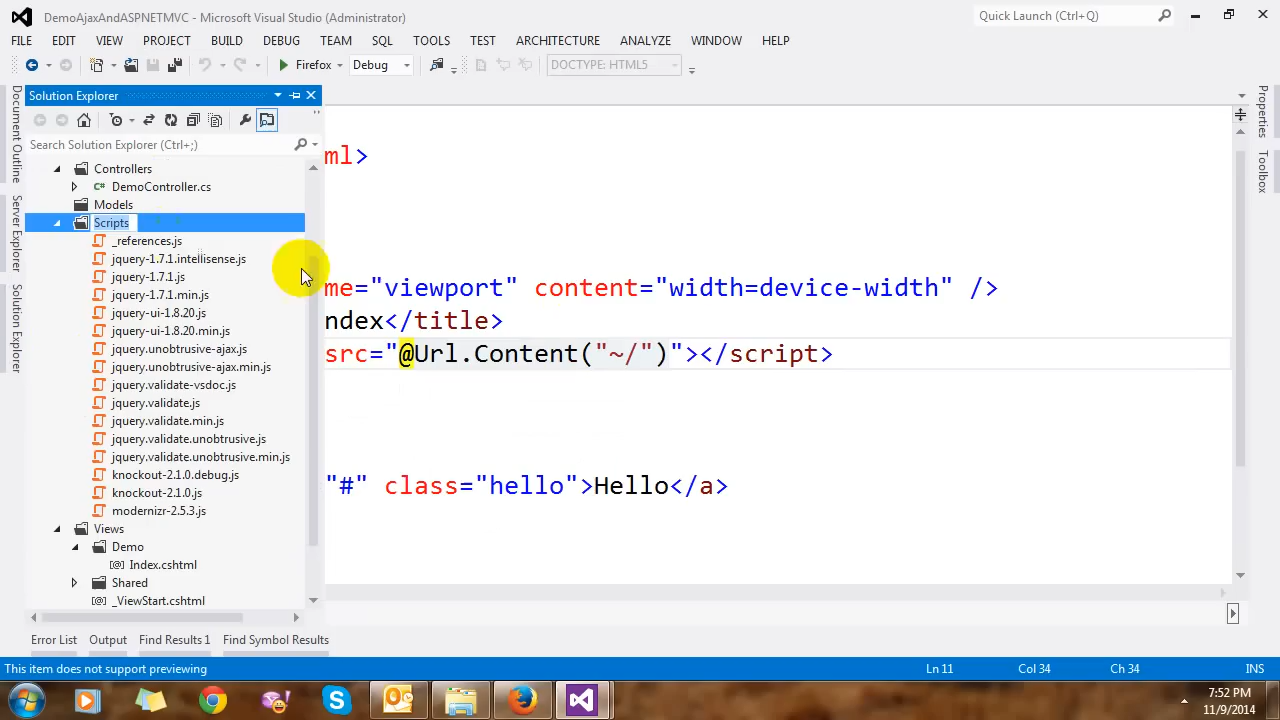 DemoAjaxAndASPNETMVC - Microsoft Visual Studio (Administrator)
Quick Launch (Ctrl+Q)
FILE EDIT VIEW PROJECT BUILD DEBUG TEAM SQL TOOLS TEST ARCHITECTURE ANALYZE WINDOW HELP
Firefox Debug DOCTYPE: HTML5
Solution Explorer
Search Solution Explorer (Ctrl+;)
Controllers
C# DemoController.cs
Models
Scripts
_references.js
jquery-1.7.1.intellisense.js
jquery-1.7.1.js
jquery-1.7.1.min.js
jquery-ui-1.8.20.js
jquery-ui-1.8.20.min.js
jquery.unobtrusive-ajax.js
jquery.unobtrusive-ajax.min.js
jquery.validate-vsdoc.js
jquery.validate.js
jquery.validate.min.js
jquery.validate.unobtrusive.js
jquery.validate.unobtrusive.min.js
knockout-2.1.0.debug.js
knockout-2.1.0.js
modernizr-2.5.3.js
Views
Demo
Index.cshtml
Shared
_ViewStart.cshtml
ml>
me="viewport" content="width=device-width" />
ndex</title>
src="@Url.Content("~/")"></script>
"#" class="hello">Hello</a>
Document Outline
Server Explorer
Solution Explorer
Properties
Toolbox
Error List Output Find Results 1 Find Symbol Results
This item does not support previewing Ln 11 Col 34 Ch 34 INS
7:52 PM
11/9/2014